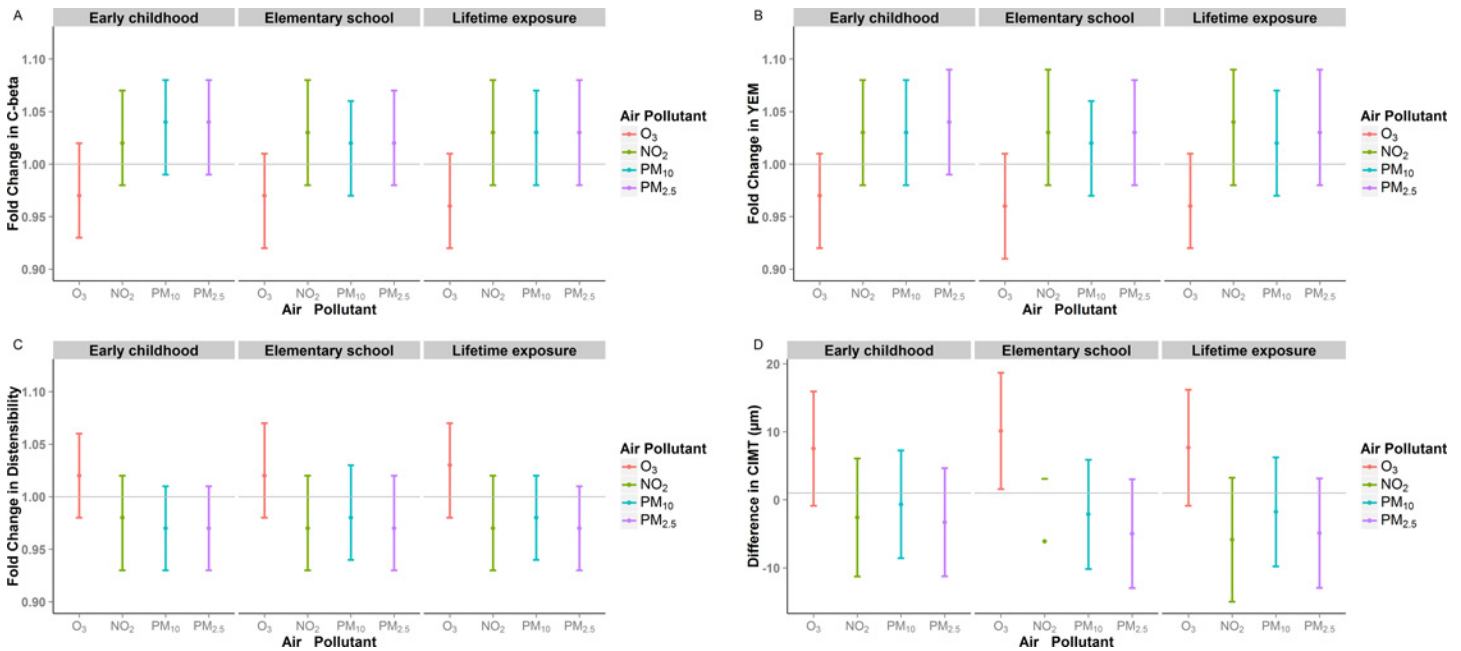 A
Early childhood Elementary school Lifetime exposure
Fold Change in C-beta
1.10
1.05
1.00
0.95
0.90
O₃ NO₂ PM₁₀ PM₂.₅ O₃ NO₂ PM₁₀ PM₂.₅ O₃ NO₂ PM₁₀ PM₂.₅
Air Pollutant
Air Pollutant
O₃
NO₂
PM₁₀
PM₂.₅
B
Early childhood Elementary school Lifetime exposure
Fold Change in YEM
1.10
1.05
1.00
0.95
0.90
O₃ NO₂ PM₁₀ PM₂.₅ O₃ NO₂ PM₁₀ PM₂.₅ O₃ NO₂ PM₁₀ PM₂.₅
Air Pollutant
Air Pollutant
O₃
NO₂
PM₁₀
PM₂.₅
C
Early childhood Elementary school Lifetime exposure
Fold Change in Distensibility
1.10
1.05
1.00
0.95
0.90
O₃ NO₂ PM₁₀ PM₂.₅ O₃ NO₂ PM₁₀ PM₂.₅ O₃ NO₂ PM₁₀ PM₂.₅
Air Pollutant
Air Pollutant
O₃
NO₂
PM₁₀
PM₂.₅
D
Early childhood Elementary school Lifetime exposure
Difference in CIMT (µm)
20
10
0
-10
O₃ NO₂ PM₁₀ PM₂.₅ O₃ NO₂ PM₁₀ PM₂.₅ O₃ NO₂ PM₁₀ PM₂.₅
Air Pollutant
Air Pollutant
O₃
NO₂
PM₁₀
PM₂.₅